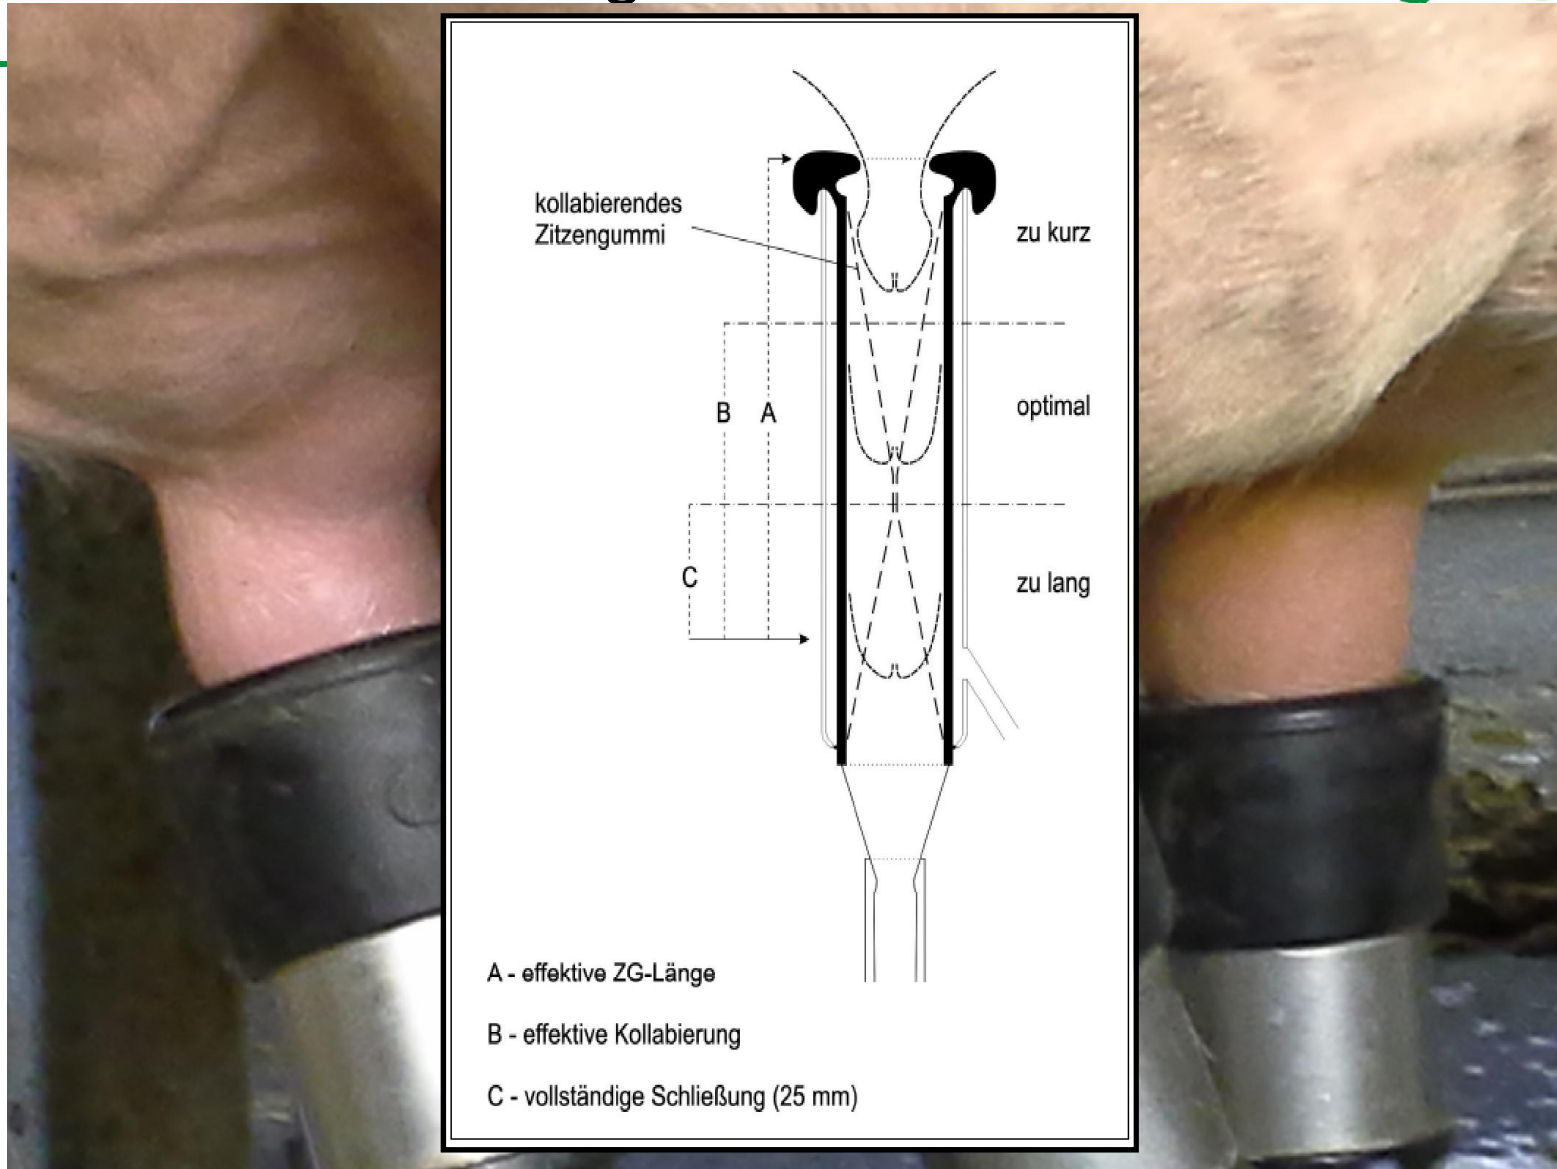 kollabierendes
Zitzengummi
zu kurz
B
A
optimal
C
zu lang
A - effektive ZG-Länge
B - effektive Kollabierung
C - vollständige Schließung (25 mm)